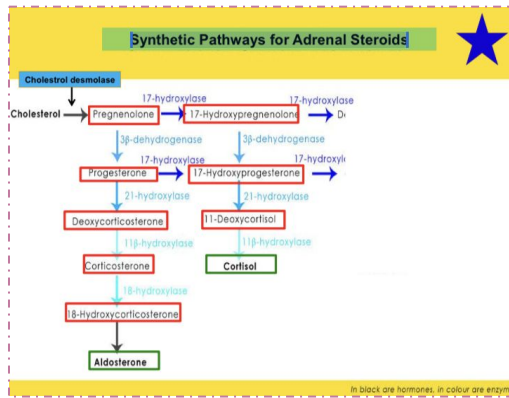 Synthetic Pathways for Adrenal Steroids
Cholestrol desmolase
17-hydroxylase 17-hydroxylase
Cholesterol Pregnenolone 17-Hydroxypregnenolone
3β-dehydrogenase 3β-dehydrogenase
17-hydroxylase
Progesterone 17-Hydroxyprogesterone
21-hydroxylase 21-hydroxylase
Deoxycorticosterone 11-Deoxycortisol
11β-hydroxylase 11β-hydroxylase
Corticosterone Cortisol
18-hydroxylase
18-Hydroxycorticosterone
Aldosterone
In black are hormones, in colour are enzym